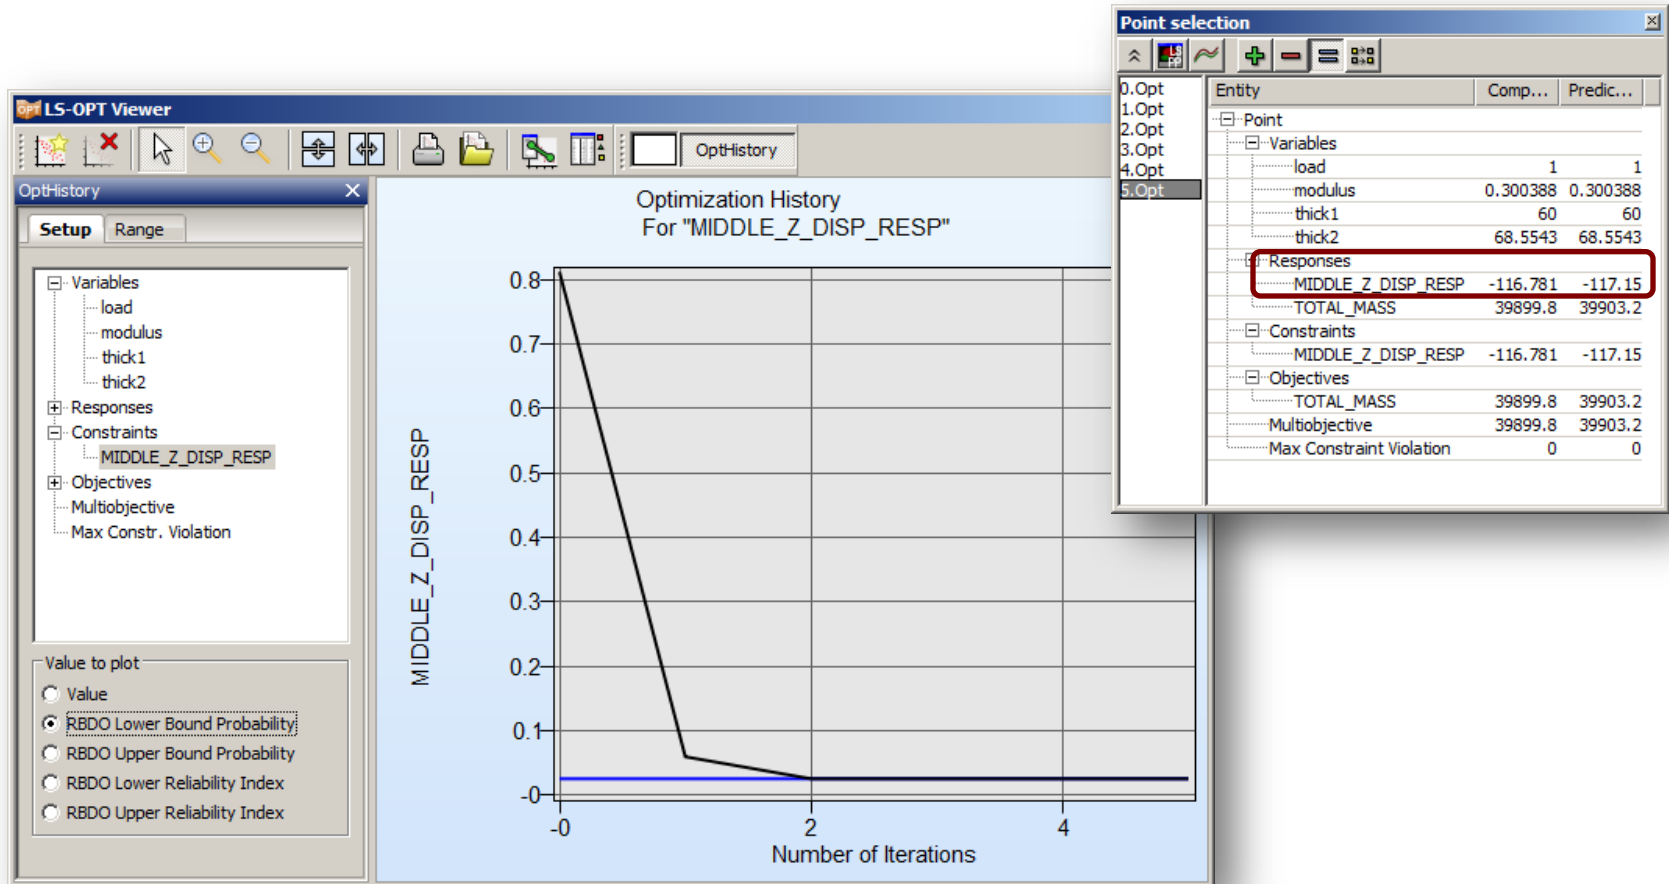 Point selection
0.Opt
1.Opt
2.Opt
3.Opt
4.Opt
5.Opt
Entity Comp... Predic...
Point
Variables
load 1 1
modulus 0.300388 0.300388
thick1 60 60
thick2 68.5543 68.5543
Responses
MIDDLE_Z_DISP_RESP -116.781 -117.15
TOTAL_MASS 39899.8 39903.2
Constraints
MIDDLE_Z_DISP_RESP -116.781 -117.15
Objectives
TOTAL_MASS 39899.8 39903.2
Multiobjective 39899.8 39903.2
Max Constraint Violation 0 0
OPT LS-OPT Viewer
OptHistory
OptHistory
Setup Range
Variables
load
modulus
thick1
thick2
Responses
Constraints
MIDDLE_Z_DISP_RESP
Objectives
Multiobjective
Max Constr. Violation
Value to plot
Value
RBDO Lower Bound Probability
RBDO Upper Bound Probability
RBDO Lower Reliability Index
RBDO Upper Reliability Index
Optimization History
For "MIDDLE_Z_DISP_RESP"
MIDDLE_Z_DISP_RESP
0.8
0.7
0.6
0.5
0.4
0.3
0.2
0.1
-0
-0 2 4
Number of Iterations